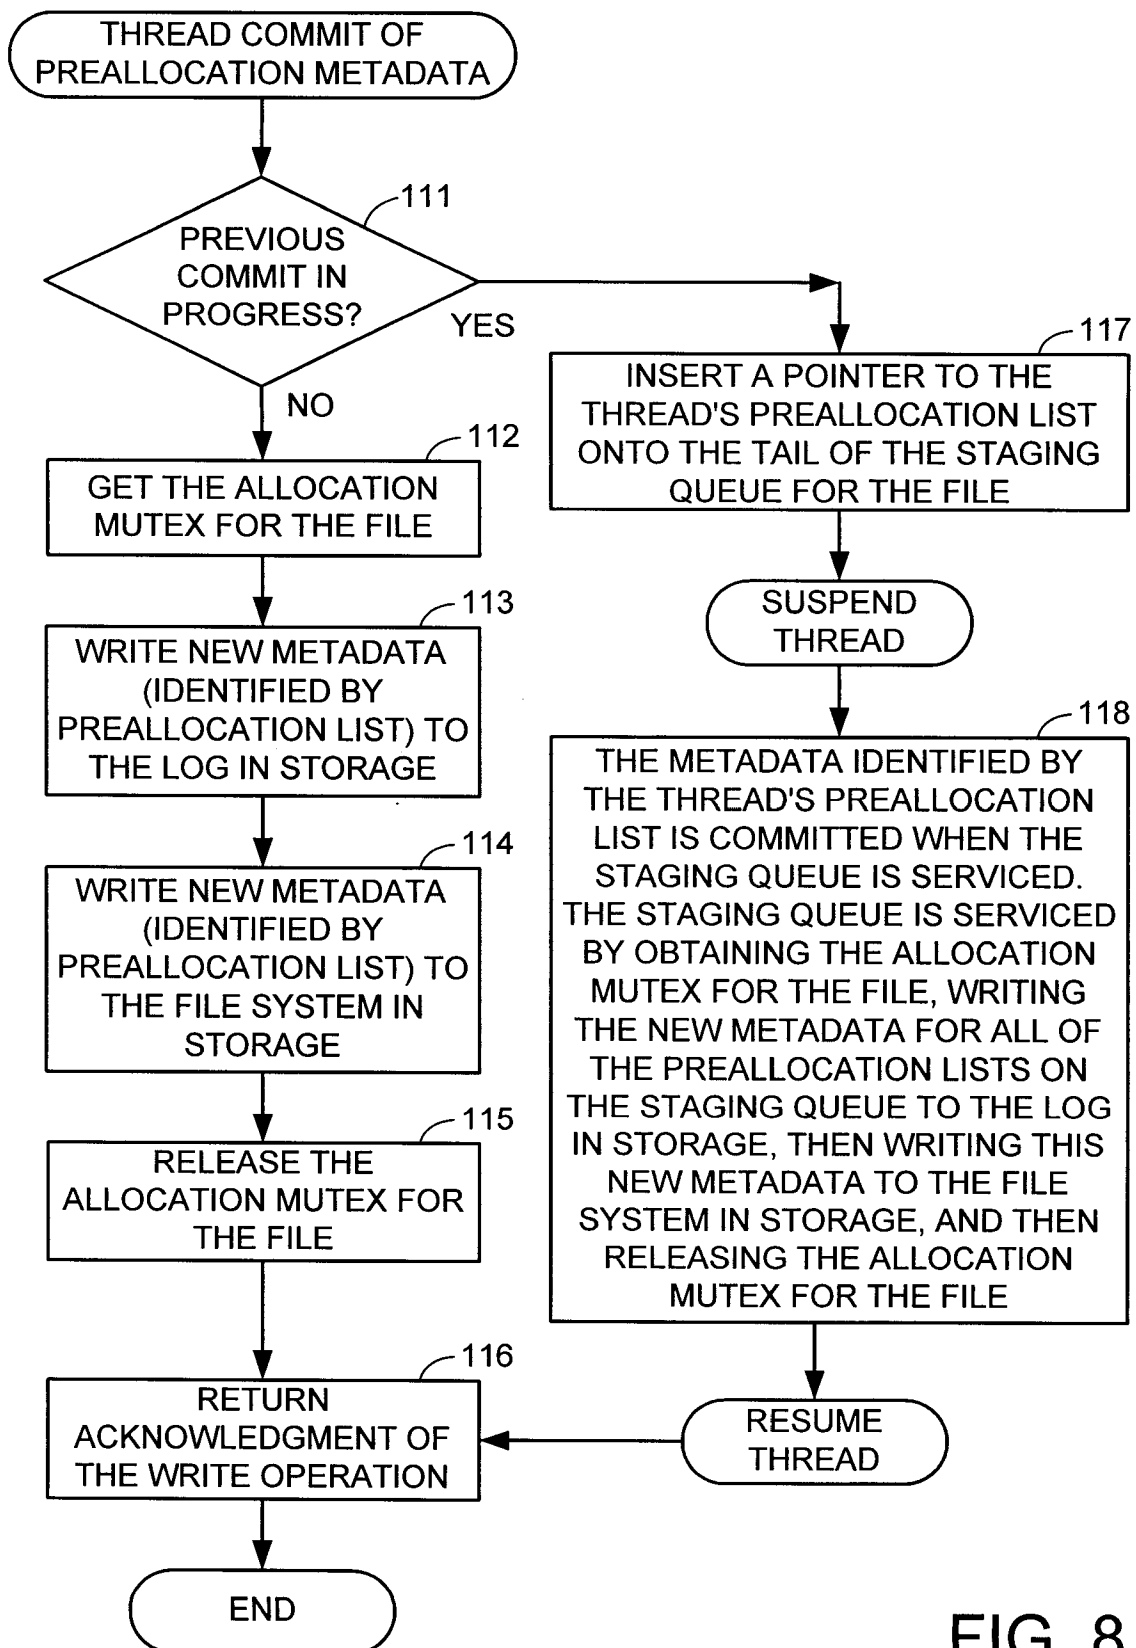 THREAD COMMIT OF
PREALLOCATION METADATA
111
PREVIOUS
COMMIT IN
PROGRESS?
YES
NO
112
GET THE ALLOCATION
MUTEX FOR THE FILE
113
WRITE NEW METADATA
(IDENTIFIED BY
PREALLOCATION LIST) TO
THE LOG IN STORAGE
114
WRITE NEW METADATA
(IDENTIFIED BY
PREALLOCATION LIST) TO
THE FILE SYSTEM IN
STORAGE
115
RELEASE THE
ALLOCATION MUTEX FOR
THE FILE
116
RETURN
ACKNOWLEDGMENT OF
THE WRITE OPERATION
END
117
INSERT A POINTER TO THE
THREAD'S PREALLOCATION LIST
ONTO THE TAIL OF THE STAGING
QUEUE FOR THE FILE
SUSPEND
THREAD
118
THE METADATA IDENTIFIED BY
THE THREAD'S PREALLOCATION
LIST IS COMMITTED WHEN THE
STAGING QUEUE IS SERVICED.
THE STAGING QUEUE IS SERVICED
BY OBTAINING THE ALLOCATION
MUTEX FOR THE FILE, WRITING
THE NEW METADATA FOR ALL OF
THE PREALLOCATION LISTS ON
THE STAGING QUEUE TO THE LOG
IN STORAGE, THEN WRITING THIS
NEW METADATA TO THE FILE
SYSTEM IN STORAGE, AND THEN
RELEASING THE ALLOCATION
MUTEX FOR THE FILE
RESUME
THREAD
FIG. 8